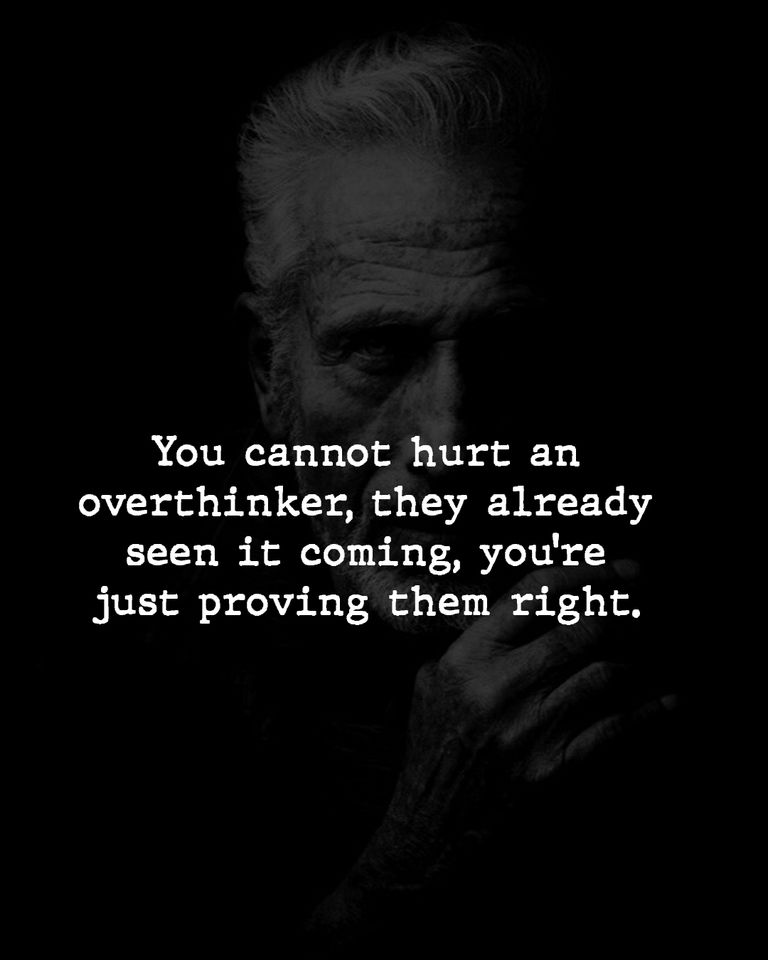 You cannot hurt an
overthinker, they already
seen it coming, you're
just proving them right.